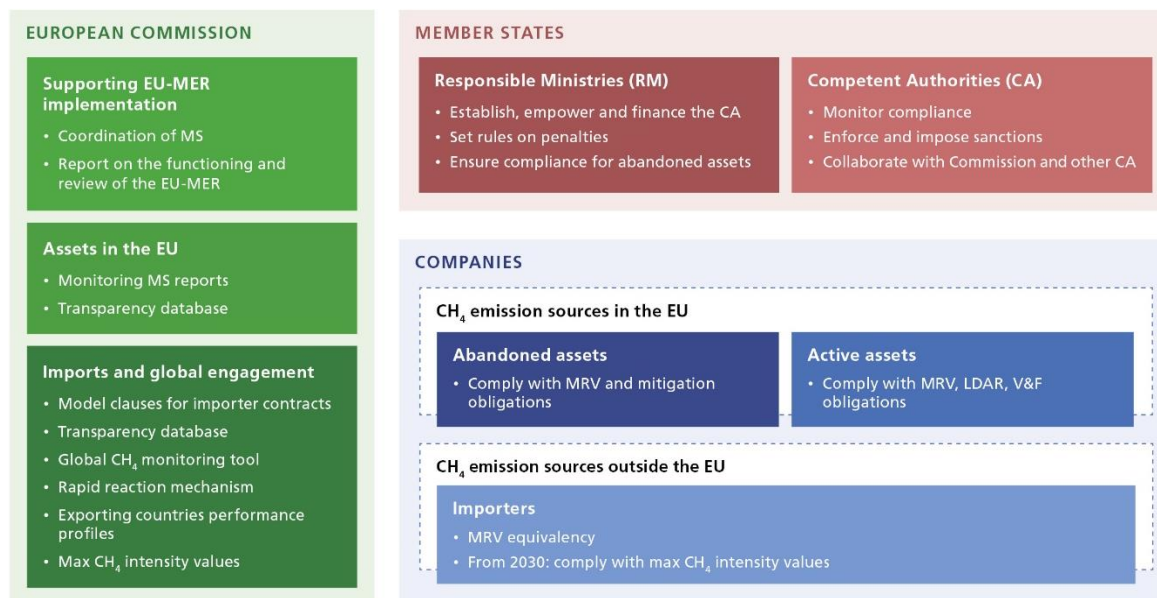 EUROPEAN COMMISSION
Supporting EU-MER
implementation
• Coordination of MS
• Report on the functioning and
review of the EU-MER
Assets in the EU
• Monitoring MS reports
• Transparency database
Imports and global engagement
• Model clauses for importer contracts
• Transparency database
• Global CH₄ monitoring tool
• Rapid reaction mechanism
• Exporting countries performance
profiles
• Max CH₄ intensity values
MEMBER STATES
Responsible Ministries (RM)
• Establish, empower and finance the CA
• Set rules on penalties
• Ensure compliance for abandoned assets
Competent Authorities (CA)
• Monitor compliance
• Enforce and impose sanctions
• Collaborate with Commission and other CA
COMPANIES
CH₄ emission sources in the EU
Abandoned assets
• Comply with MRV and mitigation
obligations
Active assets
• Comply with MRV, LDAR, V&F
obligations
CH₄ emission sources outside the EU
Importers
• MRV equivalency
• From 2030: comply with max CH₄ intensity values